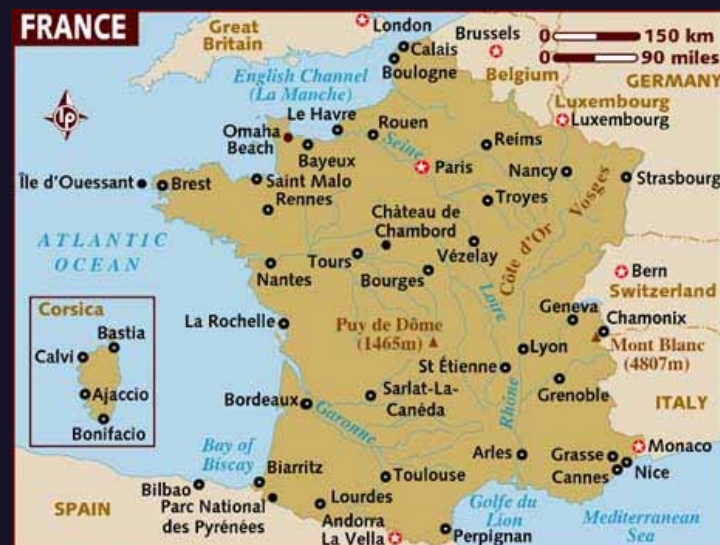 FRANCE
Great
Britain
London
Brussels
0 150 km
0 90 miles
Calais
Boulogne
Belgium
GERMANY
English Channel
(La Manche)
Luxembourg
Luxembourg
lp
Le Havre
Rouen
Reims
Omaha
Beach
Bayeux
Seine
Paris
Nancy
Strasbourg
Île d'Ouessant
Brest
Saint Malo
Rennes
Troyes
Vosges
Château de
Chambord
Côte d'Or
ATLANTIC
OCEAN
Nantes
Tours
Bourges
Vézelay
Loire
Bern
Switzerland
Corsica
Bastia
Calvi
Ajaccio
Bonifacio
La Rochelle
Puy de Dôme
(1465m)
Geneva
Chamonix
Lyon
Mont Blanc
(4807m)
St Étienne
Grenoble
Bordeaux
Garonne
Sarlat-La-
Canéda
Rhône
ITALY
Bay of
Biscay
Biarritz
Arles
Grasse
Cannes
Monaco
Nice
Bilbao
Parc National
des Pyrénées
Toulouse
Lourdes
SPAIN
Andorra
La Vella
Golfe du
Lion
Perpignan
Mediterranean
Sea